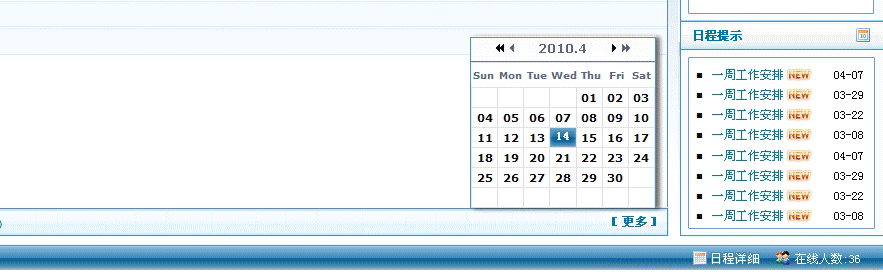 2010.4
Sun Mon Tue Wed Thu Fri Sat
01 02 03
04 05 06 07 08 09 10
11 12 13 14 15 16 17
18 19 20 21 22 23 24
25 26 27 28 29 30
[ 更多 ]
日程提示
一周工作安排 NEW 04-07
一周工作安排 NEW 03-29
一周工作安排 NEW 03-22
一周工作安排 NEW 03-08
一周工作安排 NEW 04-07
一周工作安排 NEW 03-29
一周工作安排 NEW 03-22
一周工作安排 NEW 03-08
日程详细 在线人数:36